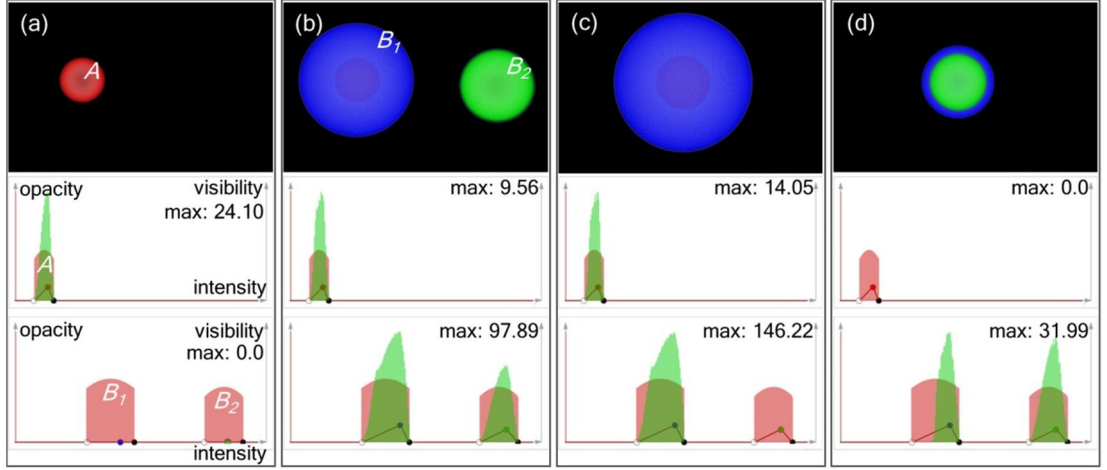 intensity
(a)
A
(b)
B1
B2
(c)
(d)
opacity
visibility
max: 24.10
A
intensity
max: 9.56
max: 14.05
max: 0.0
opacity
visibility
max: 0.0
B1
B2
intensity
max: 97.89
max: 146.22
max: 31.99